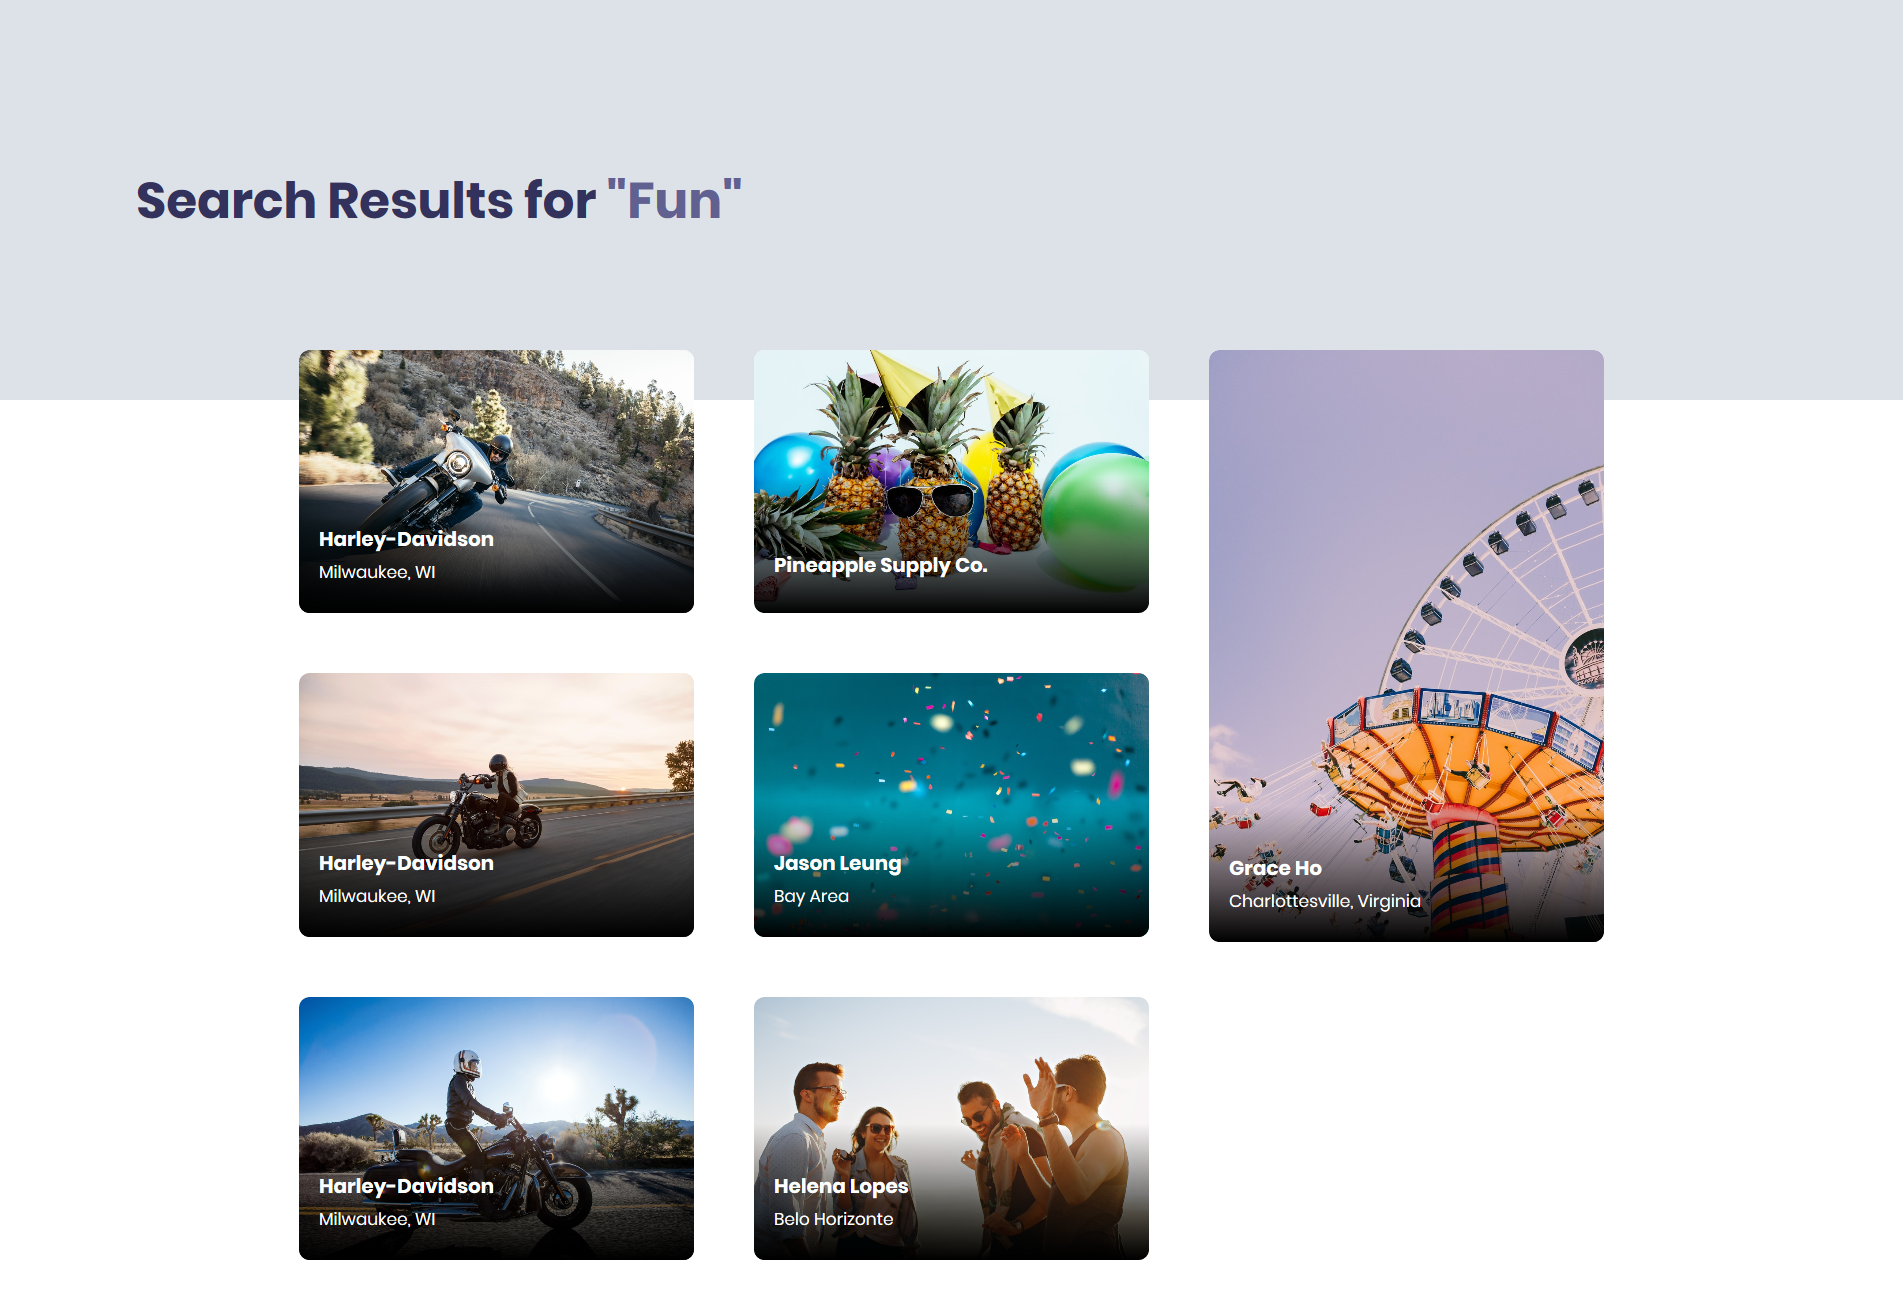 Search Results for "Fun"
Harley-Davidson
Milwaukee, WI
Pineapple Supply Co.
Grace Ho
Charlottesville, Virginia
Harley-Davidson
Milwaukee, WI
Jason Leung
Bay Area
Harley-Davidson
Milwaukee, WI
Helena Lopes
Belo Horizonte